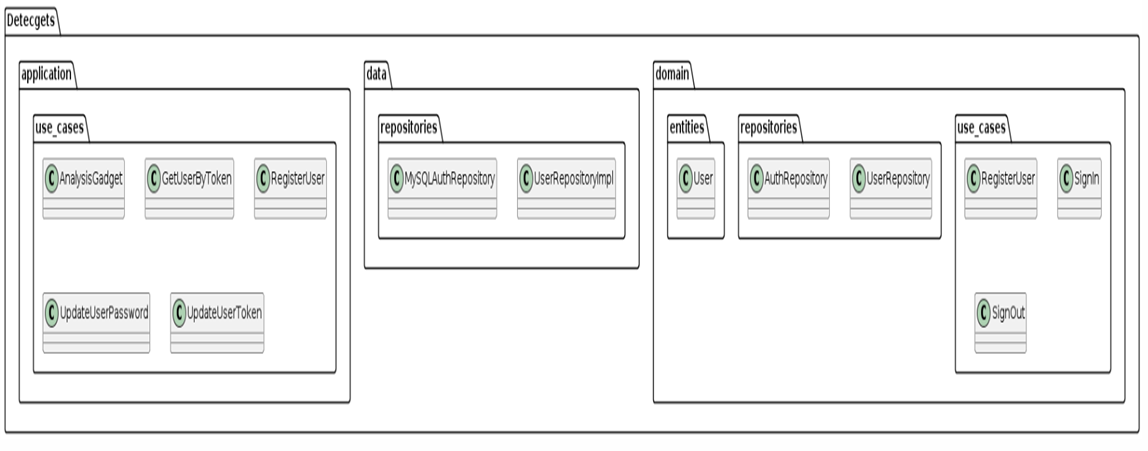 Detecgets
application
data
domain
use_cases
repositories
entities
repositories
use_cases
C AnalysisGadget
C GetUserByToken
C RegisterUser
C MySQLAuthRepository
C UserRepositoryImpl
C User
C AuthRepository
C UserRepository
C RegisterUser
C SignIn
C UpdateUserPassword
C UpdateUserToken
C SignOut